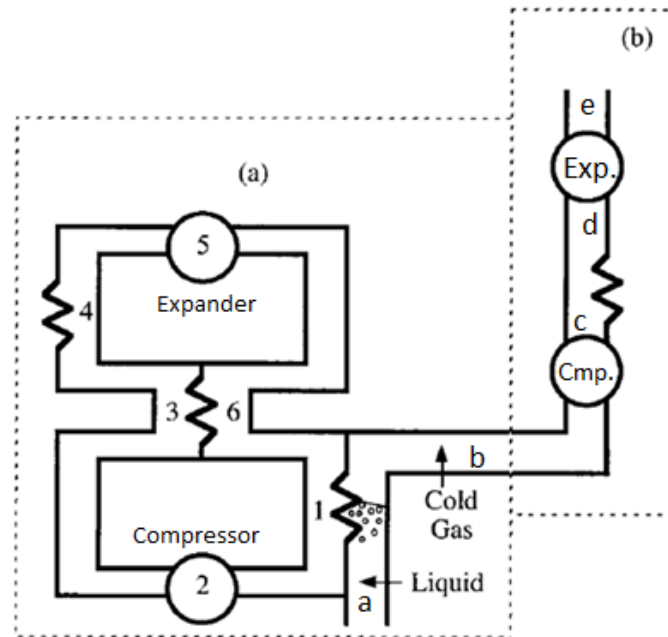 (b)
e
Exp.
(a)
d
5
Expander
4
c
3 6
Cmp.
b
1
Cold
Gas
Compressor
2
Liquid
a